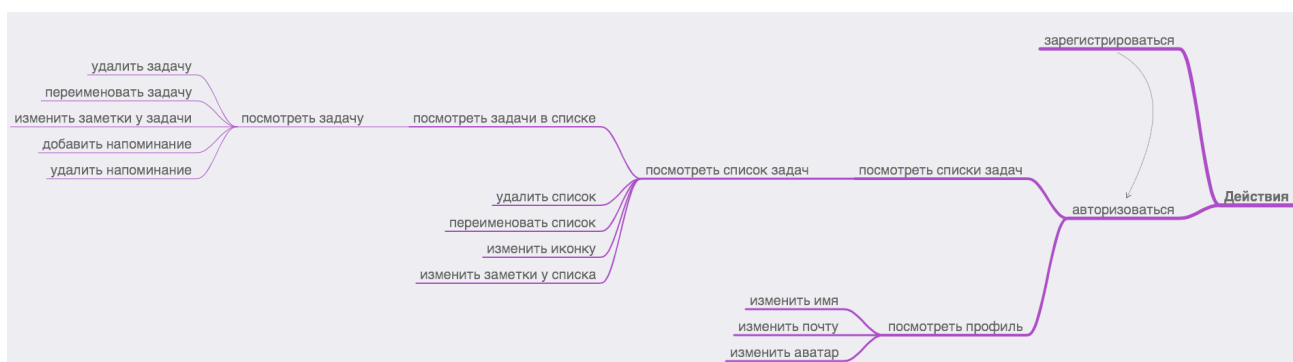 зарегистрироваться
удалить задачу
переименовать задачу
изменить заметки у задачи
посмотреть задачу
посмотреть задачи в списке
добавить напоминание
удалить напоминание
посмотреть список задач
посмотреть списки задач
удалить список
Действия
авторизоваться
переименовать список
изменить иконку
изменить заметки у списка
изменить имя
изменить почту
посмотреть профиль
изменить аватар